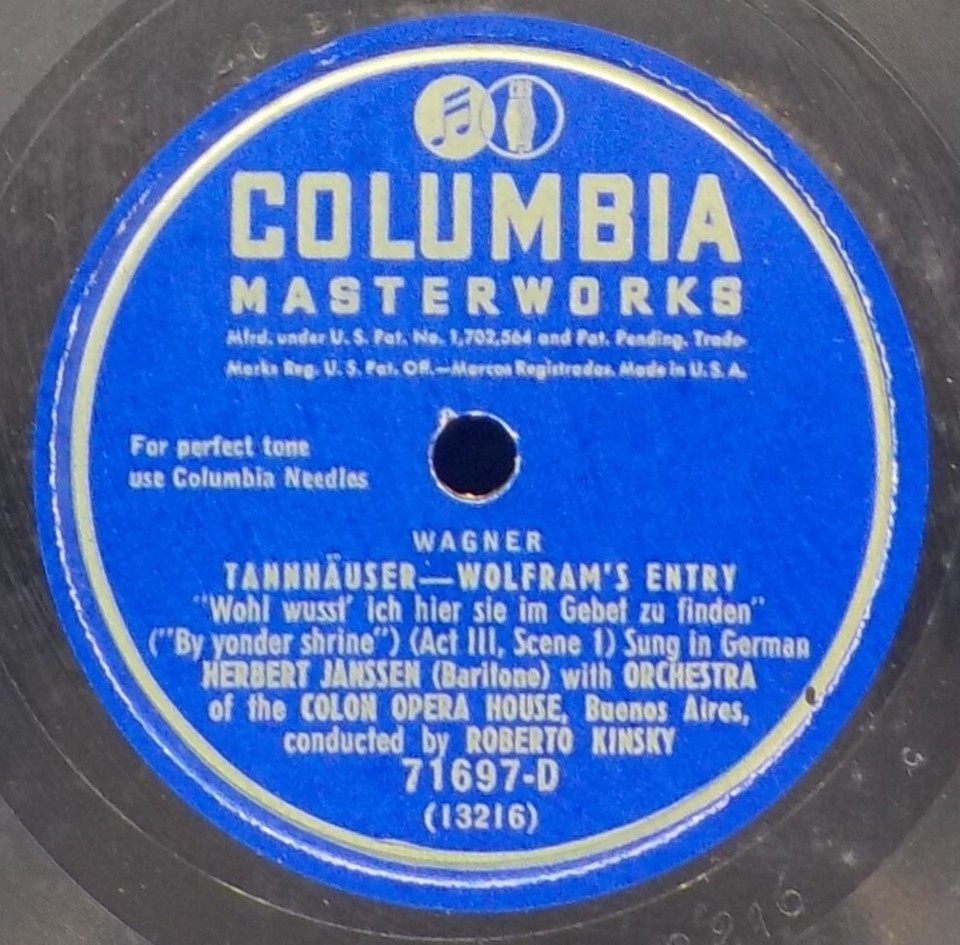 CBS
COLUMBIA
MASTERWORKS
Mfrd. under U. S. Pat. No. 1,702,564 and Pat. Pending. Trade-
Marks Reg. U. S. Pat. Off.—Marcas Registradas. Made in U. S. A.
For perfect tone
use Columbia Needles
WAGNER
TANNHÄUSER—WOLFRAM'S ENTRY
"Wohl wusst' ich hier sie im Gebet zu finden"
("By yonder shrine") (Act III, Scene 1) Sung in German
HERBERT JANSSEN (Baritone) with ORCHESTRA
of the COLON OPERA HOUSE, Buenos Aires,
conducted by ROBERTO KINSKY
71697-D
(13216)